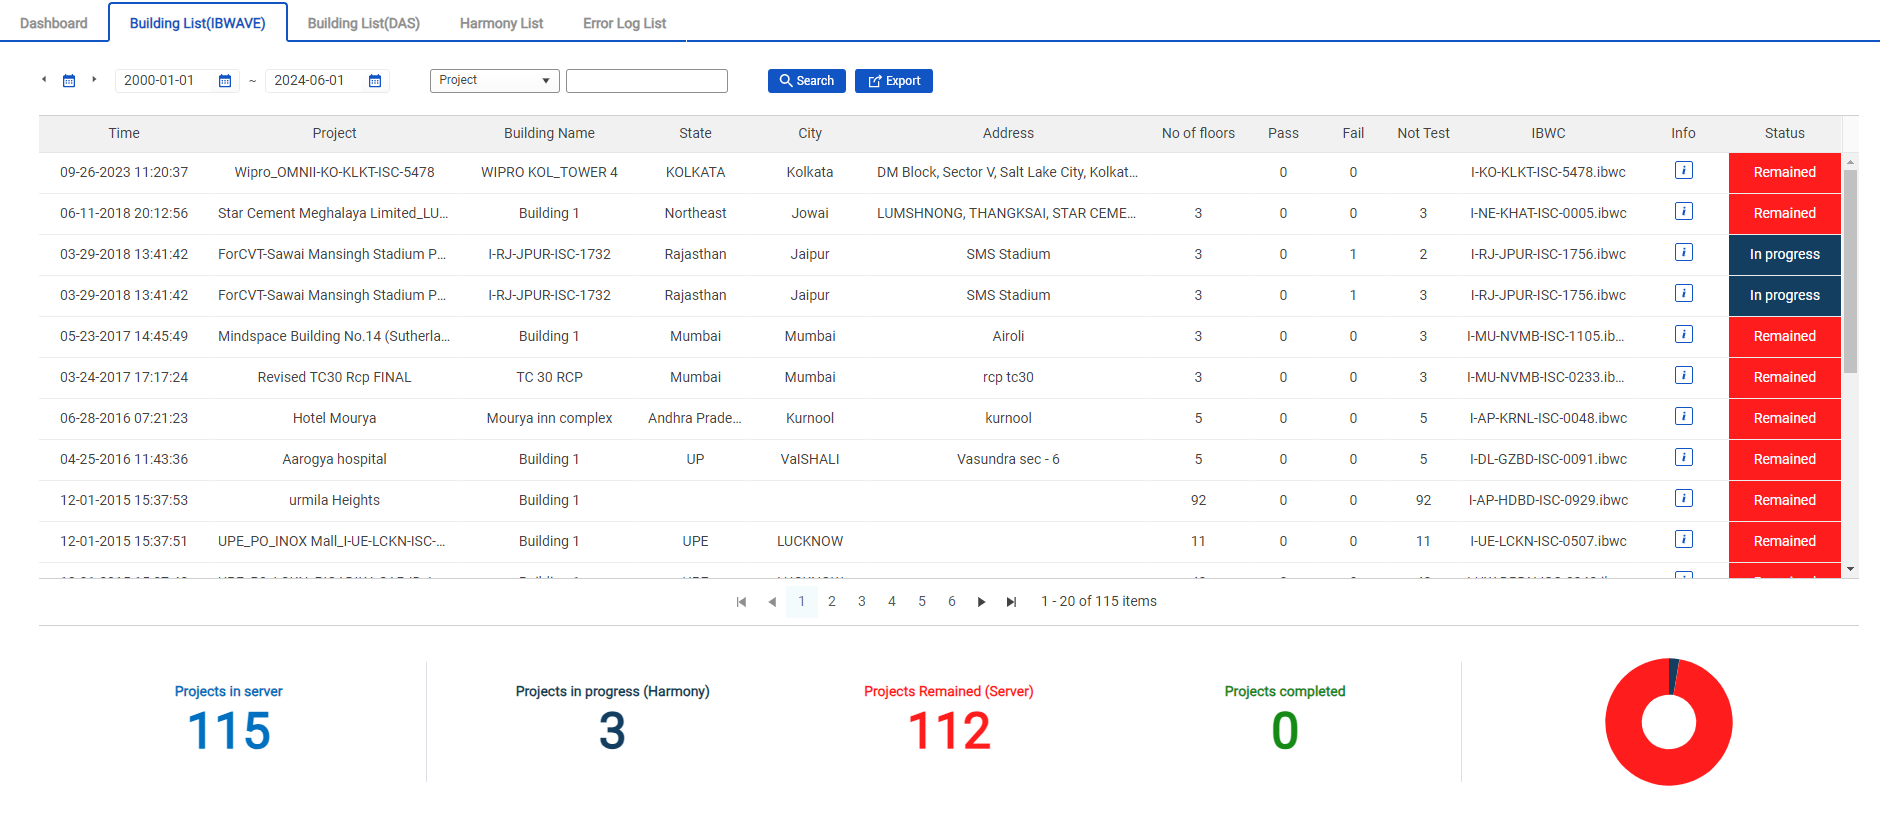 Dashboard Building List(IBWAVE) Building List(DAS) Harmony List Error Log List
2000-01-01 ~ 2024-06-01 Project Search Export
Time Project Building Name State City Address No of floors Pass Fail Not Test IBWC Info Status
09-26-2023 11:20:37 Wipro_OMNII-KO-KLKT-ISC-5478 WIPRO KOL_TOWER 4 KOLKATA Kolkata DM Block, Sector V, Salt Lake City, Kolkat... 0 0 I-KO-KLKT-ISC-5478.ibwc i Remained
06-11-2018 20:12:56 Star Cement Meghalaya Limited_LU... Building 1 Northeast Jowai LUMSHNONG, THANGKSAI, STAR CEME... 3 0 0 3 I-NE-KHAT-ISC-0005.ibwc i Remained
03-29-2018 13:41:42 ForCVT-Sawai Mansingh Stadium P... I-RJ-JPUR-ISC-1732 Rajasthan Jaipur SMS Stadium 3 0 1 2 I-RJ-JPUR-ISC-1756.ibwc i In progress
03-29-2018 13:41:42 ForCVT-Sawai Mansingh Stadium P... I-RJ-JPUR-ISC-1732 Rajasthan Jaipur SMS Stadium 3 0 1 3 I-RJ-JPUR-ISC-1756.ibwc i In progress
05-23-2017 14:45:49 Mindspace Building No.14 (Sutherla... Building 1 Mumbai Mumbai Airoli 3 0 0 3 I-MU-NVMB-ISC-1105.ib... i Remained
03-24-2017 17:17:24 Revised TC30 Rcp FINAL TC 30 RCP Mumbai Mumbai rcp tc30 3 0 0 3 I-MU-NVMB-ISC-0233.ib... i Remained
06-28-2016 07:21:23 Hotel Mourya Mourya inn complex Andhra Prade... Kurnool kurnool 5 0 0 5 I-AP-KRNL-ISC-0048.ibwc i Remained
04-25-2016 11:43:36 Aarogya hospital Building 1 UP VaISHALI Vasundra sec - 6 5 0 0 5 I-DL-GZBD-ISC-0091.ibwc i Remained
12-01-2015 15:37:53 urmila Heights Building 1 92 0 0 92 I-AP-HDBD-ISC-0929.ibwc i Remained
12-01-2015 15:37:51 UPE_PO_INOX Mall_I-UE-LCKN-ISC-... Building 1 UPE LUCKNOW 11 0 0 11 I-UE-LCKN-ISC-0507.ibwc i Remained
1 2 3 4 5 6 1 - 20 of 115 items
Projects in server Projects in progress (Harmony) Projects Remained (Server) Projects completed
115 3 112 0